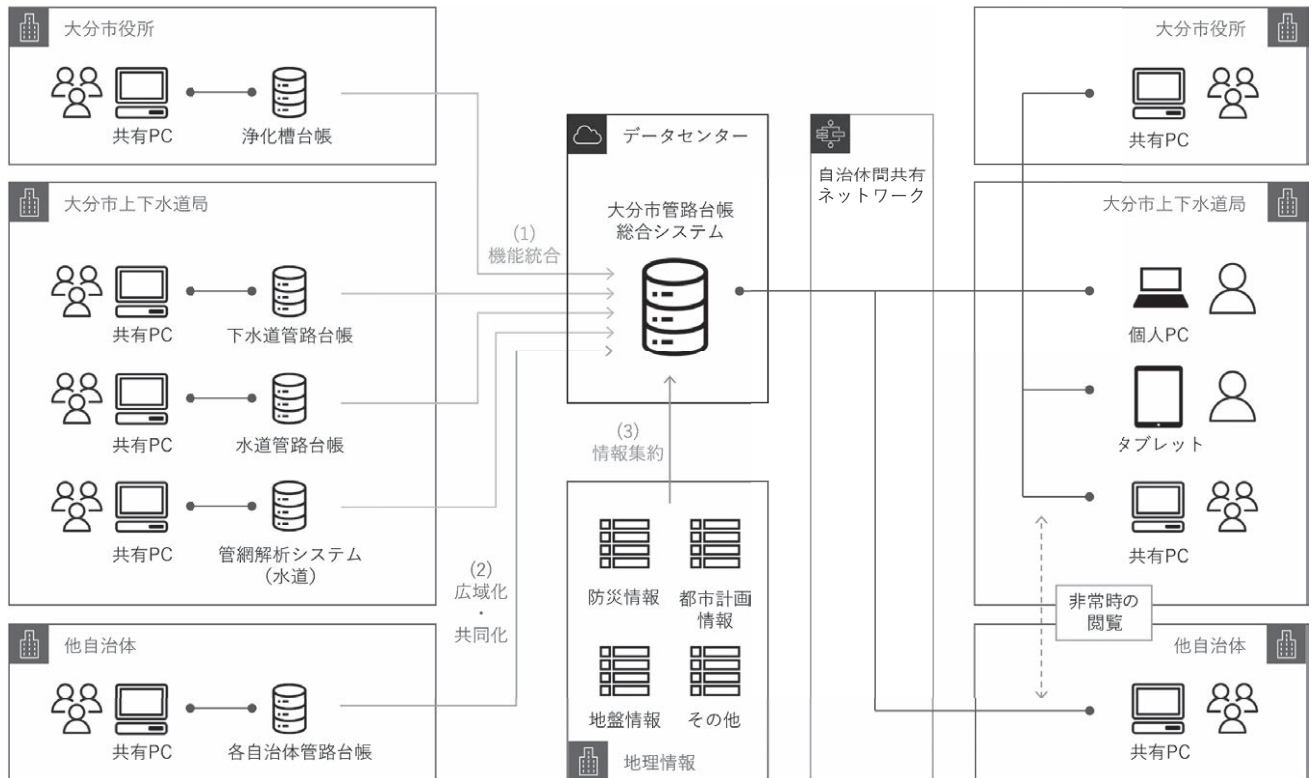 大分市役所
共有PC
浄化槽台帳
大分市上下水道局
共有PC
下水道管路台帳
共有PC
水道管路台帳
共有PC
管網解析システム
(水道)
他自治体
共有PC
各自治体管路台帳
(1)
機能統合
(2)
広域化
・
共同化
データセンター
大分市管路台帳
総合システム
(3)
情報集約
防災情報
都市計画
情報
地盤情報
その他
地理情報
自治体間共有
ネットワーク
大分市役所
共有PC
大分市上下水道局
個人PC
タブレット
共有PC
非常時の
閲覧
他自治体
共有PC